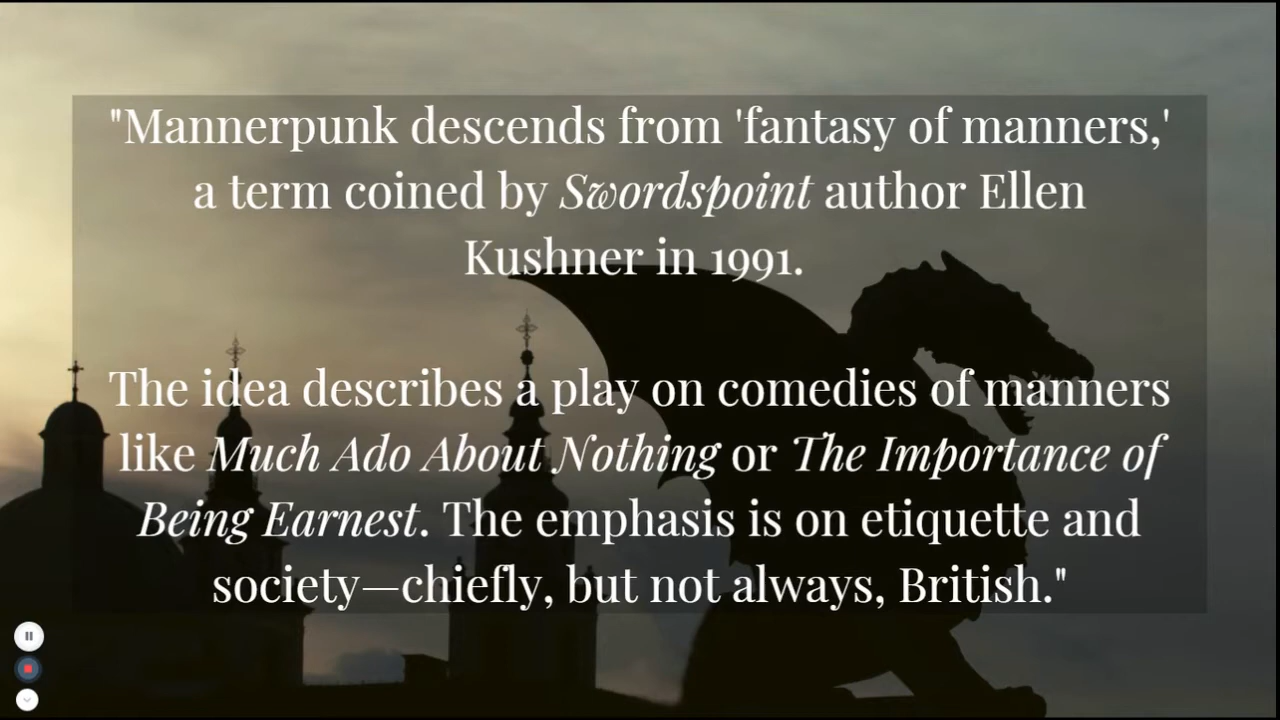 "Mannerpunk descends from 'fantasy of manners,'
a term coined by Swordspoint author Ellen
Kushner in 1991.
The idea describes a play on comedies of manners
like Much Ado About Nothing or The Importance of
Being Earnest. The emphasis is on etiquette and
society—chiefly, but not always, British."